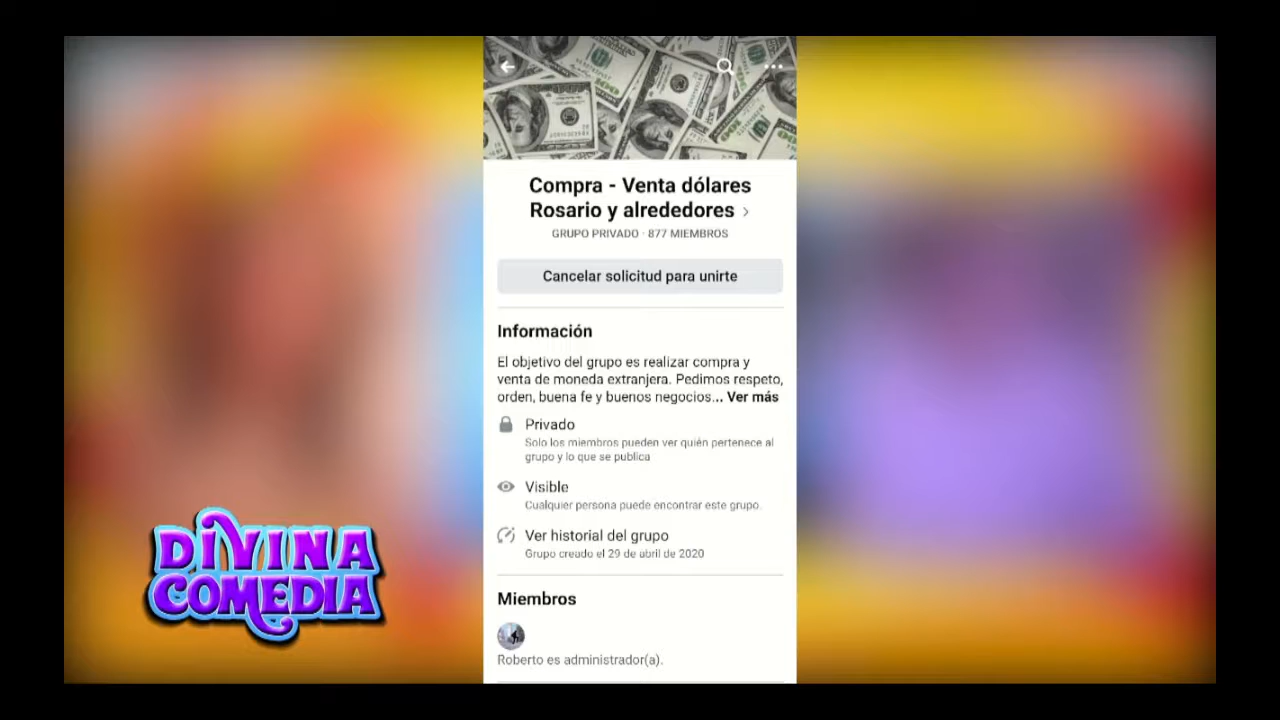 Compra - Venta dólares
Rosario y alrededores
GRUPO PRIVADO · 877 MIEMBROS
Cancelar solicitud para unirte
Información
El objetivo del grupo es realizar compra y
venta de moneda extranjera. Pedimos respeto,
orden, buena fe y buenos negocios... Ver más
Privado
Solo los miembros pueden ver quién pertenece al
grupo y lo que se publica
Visible
Cualquier persona puede encontrar este grupo.
Ver historial del grupo
Grupo creado el 29 de abril de 2020
Miembros
Roberto es administrador(a).
DIVINA
COMEDIA